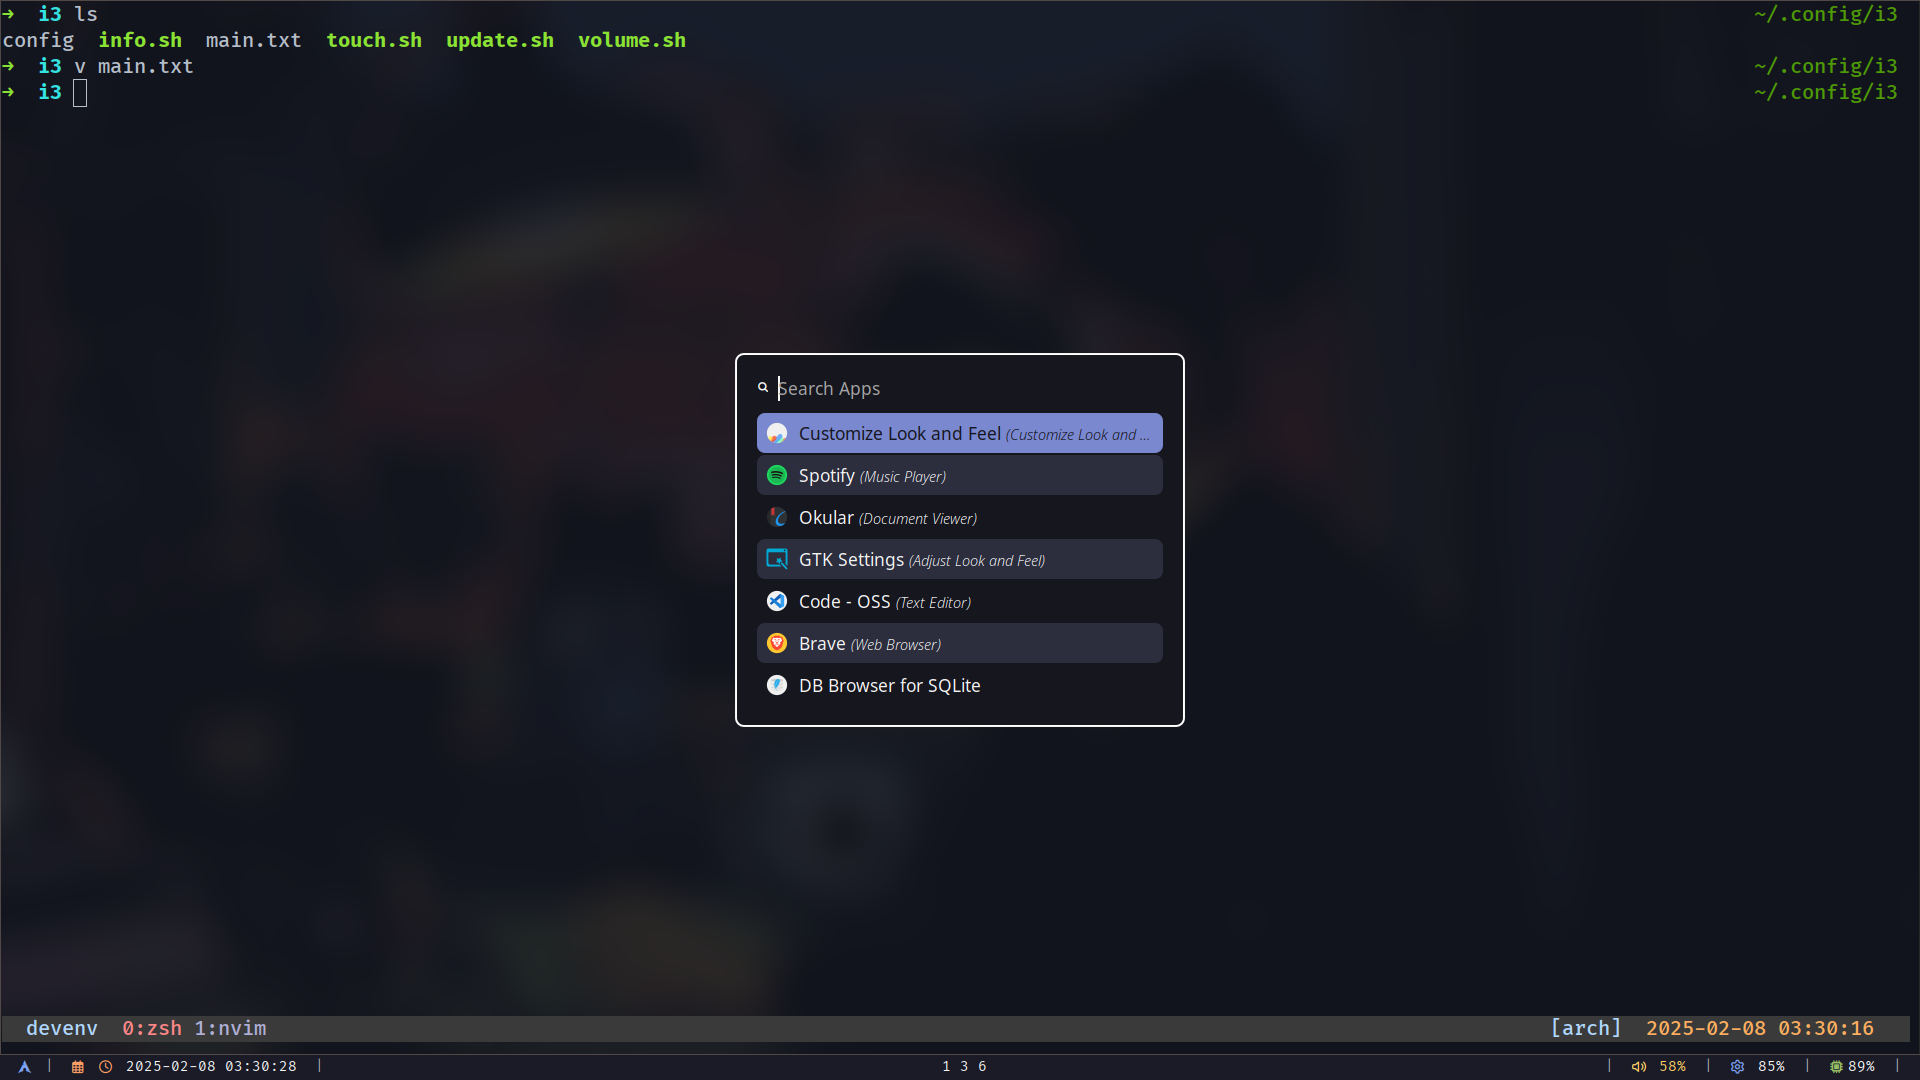 ➜  i3 ls ~/.config/i3
config  info.sh  main.txt  touch.sh  update.sh  volume.sh
➜  i3 v main.txt ~/.config/i3
➜  i3 ~/.config/i3
Search Apps
Customize Look and Feel (Customize Look and ...
Spotify (Music Player)
Okular (Document Viewer)
GTK Settings (Adjust Look and Feel)
Code - OSS (Text Editor)
Brave (Web Browser)
DB Browser for SQLite
devenv  0:zsh 1:nvim [arch]  2025-02-08 03:30:16
| 2025-02-08 03:30:28 | 1 3 6 | 58% | 85% | 89% |